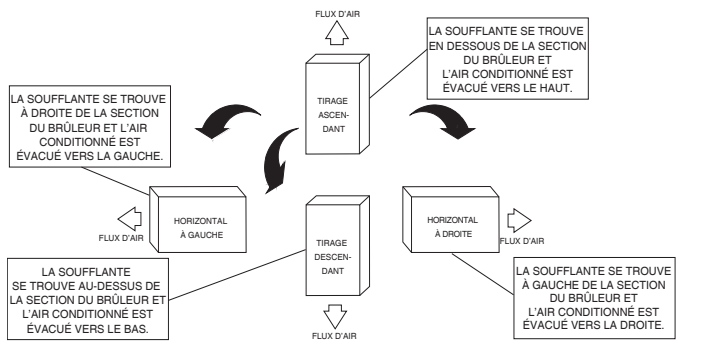 FLUX D'AIR
LA SOUFFLANTE SE TROUVE
EN DESSOUS DE LA SECTION
DU BRÛLEUR ET
L'AIR CONDITIONNÉ EST
ÉVACUÉ VERS LE HAUT.
TIRAGE
ASCEN-
DANT
LA SOUFFLANTE SE TROUVE
À DROITE DE LA SECTION
DU BRÛLEUR ET L'AIR
CONDITIONNÉ EST
ÉVACUÉ VERS LA GAUCHE.
HORIZONTAL
À GAUCHE
FLUX D'AIR
TIRAGE
DESCEN-
DANT
FLUX D'AIR
HORIZONTAL
À DROITE
FLUX D'AIR
LA SOUFFLANTE
SE TROUVE AU-DESSUS DE
LA SECTION DU BRÛLEUR ET
L'AIR CONDITIONNÉ EST
ÉVACUÉ VERS LE BAS.
LA SOUFFLANTE SE TROUVE
À GAUCHE DE LA SECTION
DU BRÛLEUR ET
L'AIR CONDITIONNÉ EST
ÉVACUÉ VERS LA DROITE.